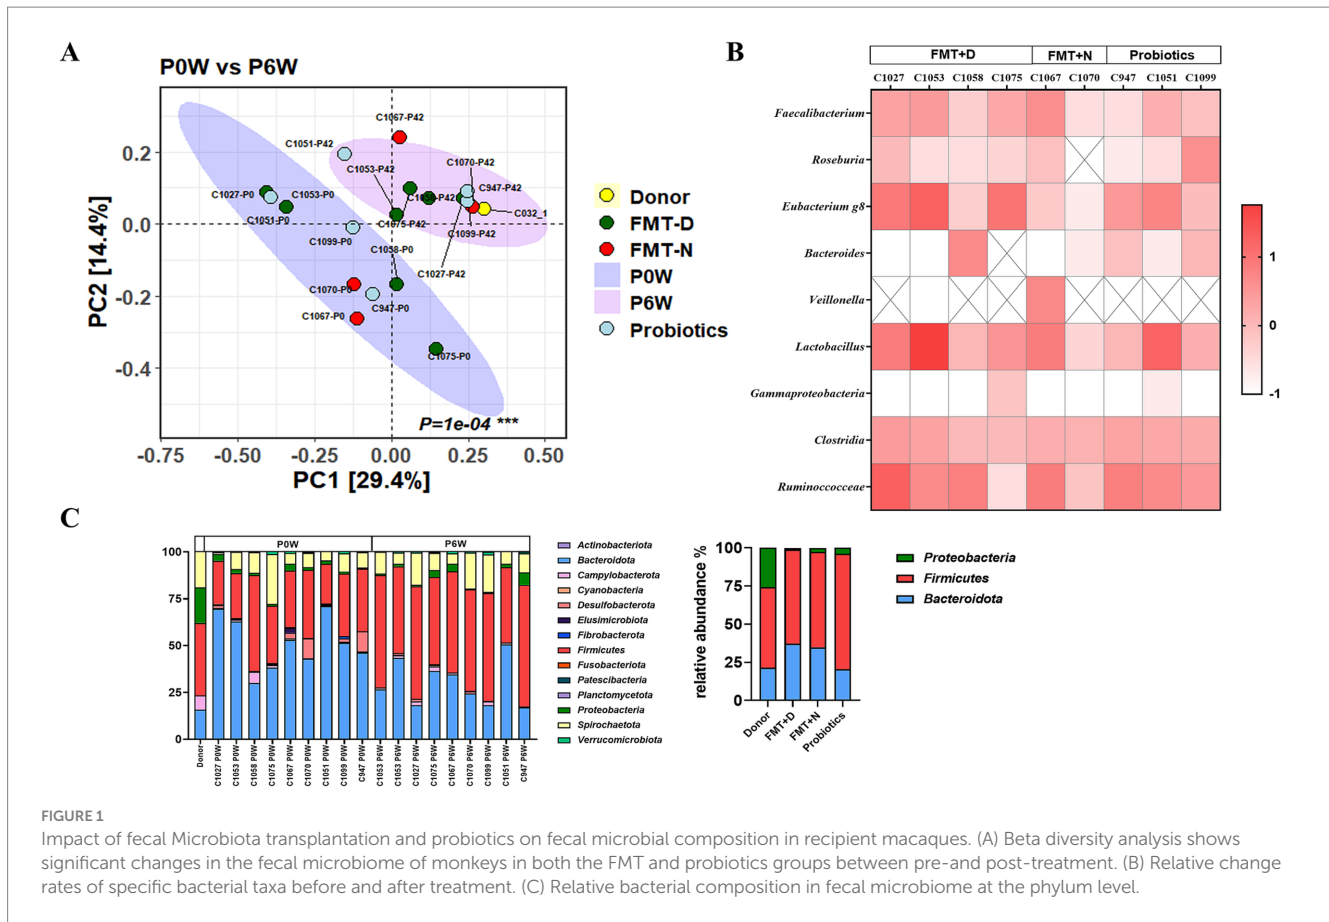 A
P0W vs P6W
C1067-P42
C1051-P42
C1053-P42
C1070-P42
C1027-P0
C1053-P0
C1058-P42
C947-P42
C1051-P0
C1075-P42
C032_1
C1099-P0
C1058-P0
C1099-P42
C1027-P42
C1070-P0
C947-P0
C1067-P0
C1075-P0
P=1e-04 ***
0.2
0.0
-0.2
-0.4
PC2 [14.4%]
-0.75 -0.50 -0.25 0.00 0.25 0.50
PC1 [29.4%]
Donor
FMT-D
FMT-N
P0W
P6W
Probiotics
B
FMT+D FMT+N Probiotics
C1027 C1053 C1058 C1075 C1067 C1070 C947 C1051 C1099
Faecalibacterium
Roseburia
Eubacterium g8
Bacteroides
Veillonella
Lactobacillus
Gammaproteobacteria
Clostridia
Ruminoccocceae
1
0
-1
C
P0W P6W
100
75
50
25
0
Donor
C1027 P0W
C1053 P0W
C1058 P0W
C1075 P0W
C1067 P0W
C1070 P0W
C1051 P0W
C1099 P0W
C947 P0W
C1053 P6W
C1053 P6W
C1027 P6W
C1075 P6W
C1067 P6W
C1070 P6W
C1099 P6W
C1051 P6W
C947 P6W
Actinobacteriota
Bacteroidota
Campylobacterota
Cyanobacteria
Desulfobacterota
Elusimicrobiota
Fibrobacterota
Firmicutes
Fusobacteriota
Patescibacteria
Planctomycetota
Proteobacteria
Spirochaetota
Verrucomicrobiota
relative abundance %
100
75
50
25
0
Donor
FMT+D
FMT+N
Probiotics
Proteobacteria
Firmicutes
Bacteroidota
FIGURE 1
Impact of fecal Microbiota transplantation and probiotics on fecal microbial composition in recipient macaques. (A) Beta diversity analysis shows
significant changes in the fecal microbiome of monkeys in both the FMT and probiotics groups between pre-and post-treatment. (B) Relative change
rates of specific bacterial taxa before and after treatment. (C) Relative bacterial composition in fecal microbiome at the phylum level.